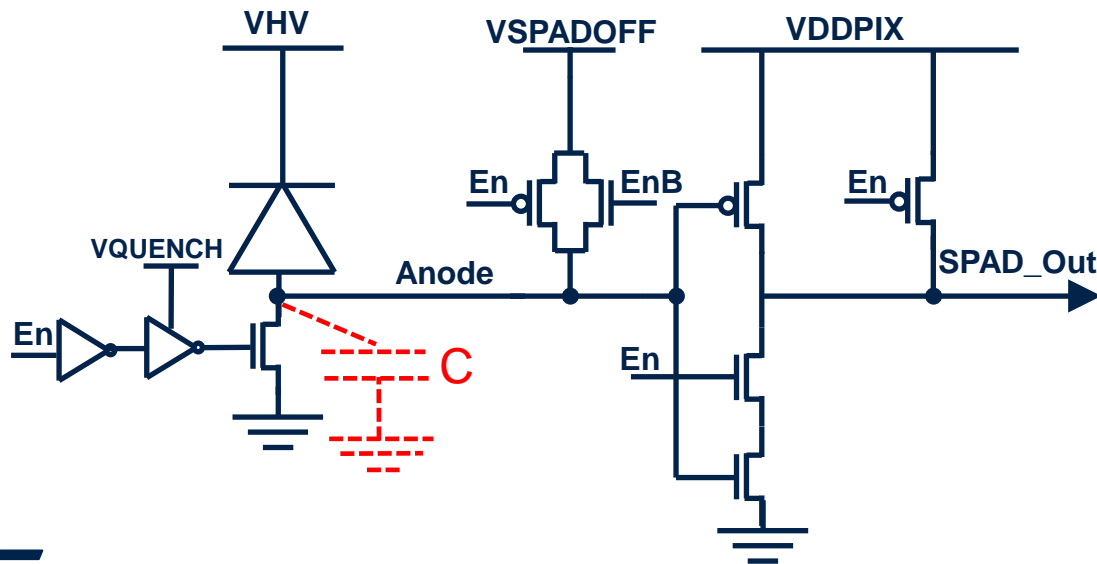 VHV
VSPADOFF
VDDPIX
En
EnB
En
VQUENCH
Anode
SPAD_Out
En
C
En